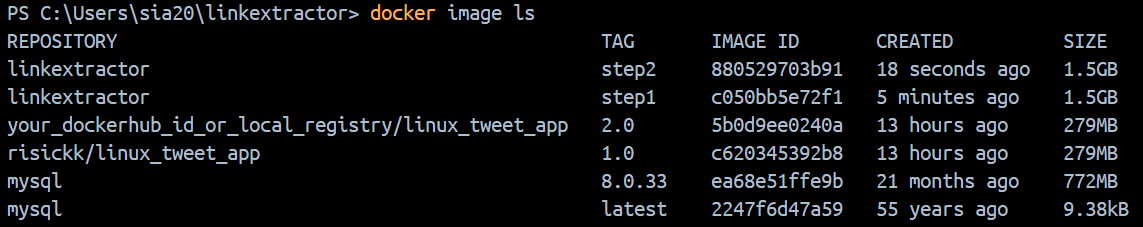 PS C:\Users\sia20\linkextractor> docker image ls
REPOSITORY TAG IMAGE ID CREATED SIZE
linkextractor step2 880529703b91 18 seconds ago 1.5GB
linkextractor step1 c050bb5e72f1 5 minutes ago 1.5GB
your_dockerhub_id_or_local_registry/linux_tweet_app 2.0 5b0d9ee0240a 13 hours ago 279MB
risickk/linux_tweet_app 1.0 c620345392b8 13 hours ago 279MB
mysql 8.0.33 ea68e51ffe9b 21 months ago 772MB
mysql latest 2247f6d47a59 55 years ago 9.38kB